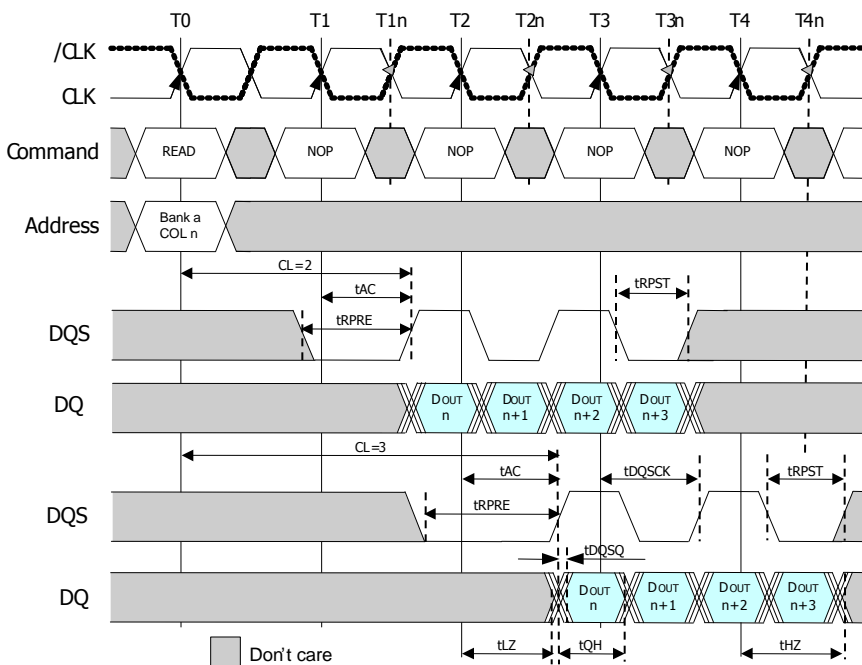 T0 T1 T1n T2 T2n T3 T3n T4 T4n
/CLK
CLK
Command READ NOP NOP NOP NOP
Address Bank a
COL n
CL=2
tAC
tRPRE
tRPST
DQS
DQ DOUT n DOUT n+1 DOUT n+2 DOUT n+3
CL=3
tAC tDQSCK tRPST
tRPRE
DQS
tDQSQ
DQ DOUT n DOUT n+1 DOUT n+2 DOUT n+3
tLZ tQH tHZ
Don't care